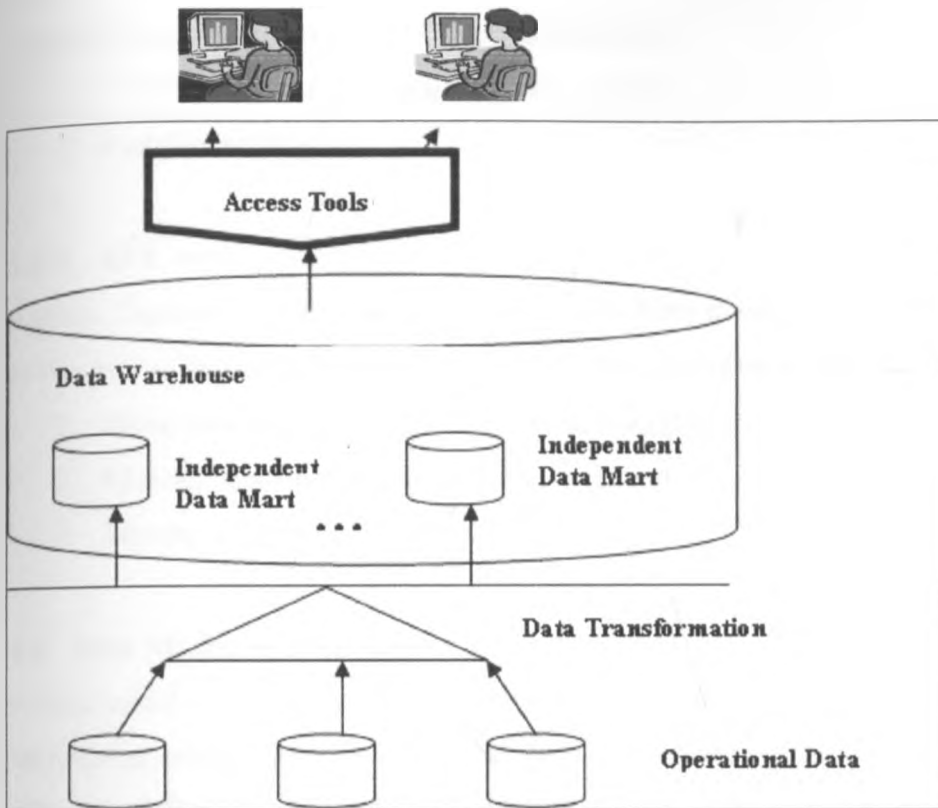 Access Tools
Data Warehouse
Independent
Data Mart
Independent
Data Mart
...
Data Transformation
Operational Data